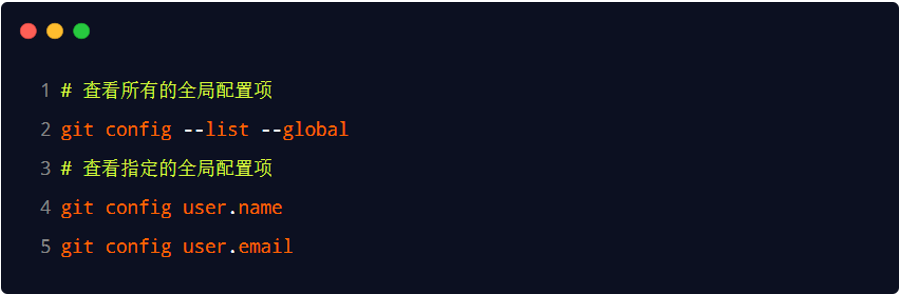 1 # 查看所有的全局配置项
2 git config --list --global
3 # 查看指定的全局配置项
4 git config user.name
5 git config user.email